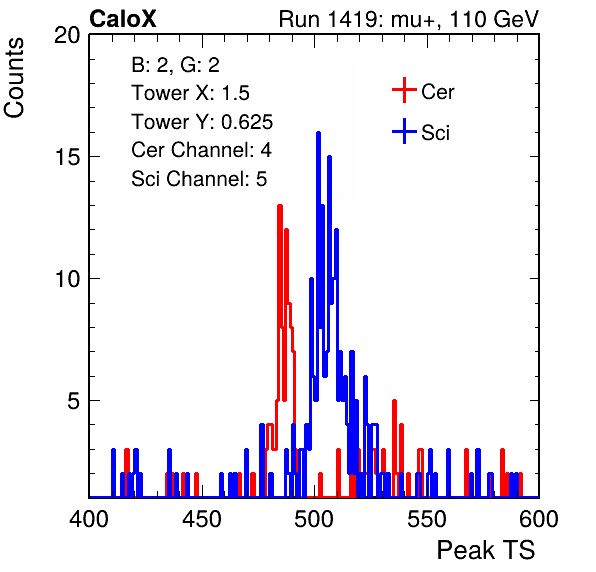 CaloX Run 1419: mu+, 110 GeV
Counts
20
15
10
5
B: 2, G: 2
Tower X: 1.5
Tower Y: 0.625
Cer Channel: 4
Sci Channel: 5
Cer
Sci
400 450 500 550 600
Peak TS